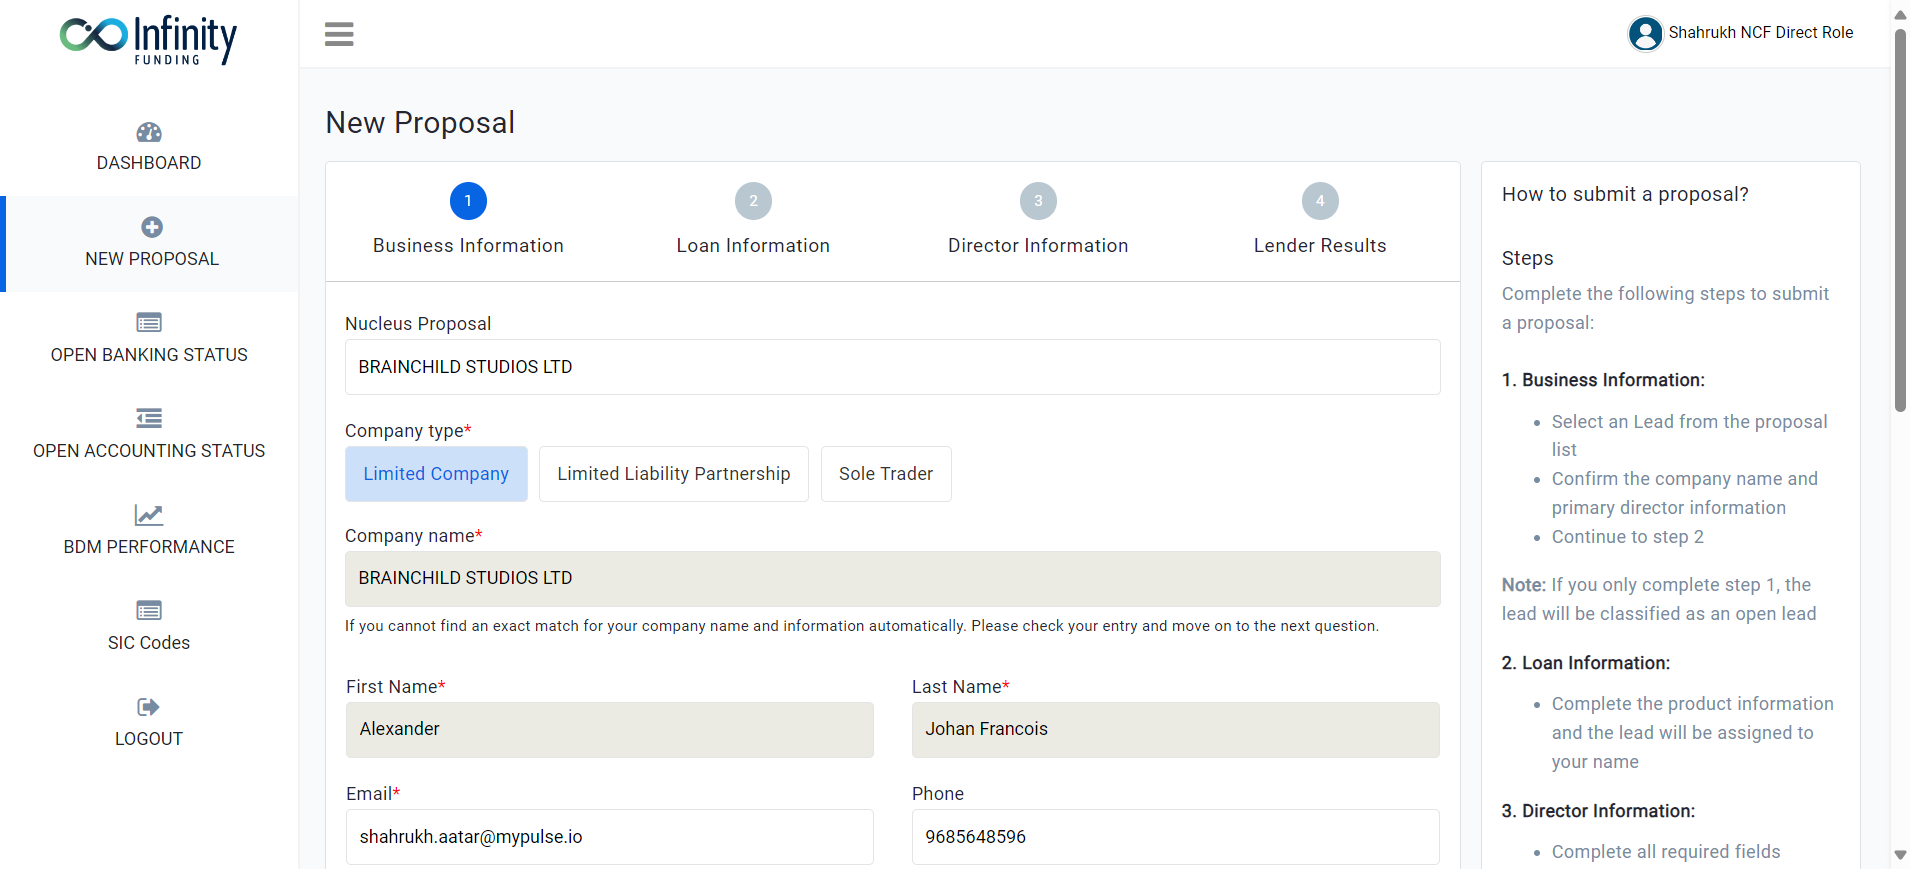 Infinity
FUNDING
Shahrukh NCF Direct Role
DASHBOARD
NEW PROPOSAL
OPEN BANKING STATUS
OPEN ACCOUNTING STATUS
BDM PERFORMANCE
SIC Codes
LOGOUT
New Proposal
1
2
3
4
Business Information
Loan Information
Director Information
Lender Results
Nucleus Proposal
BRAINCHILD STUDIOS LTD
Company type*
Limited Company
Limited Liability Partnership
Sole Trader
Company name*
BRAINCHILD STUDIOS LTD
If you cannot find an exact match for your company name and information automatically. Please check your entry and move on to the next question.
First Name*
Last Name*
Alexander
Johan Francois
Email*
Phone
shahrukh.aatar@mypulse.io
9685648596
How to submit a proposal?
Steps
Complete the following steps to submit
a proposal:
1. Business Information:
• Select an Lead from the proposal
list
• Confirm the company name and
primary director information
• Continue to step 2
Note: If you only complete step 1, the
lead will be classified as an open lead
2. Loan Information:
• Complete the product information
and the lead will be assigned to
your name
3. Director Information:
• Complete all required fields